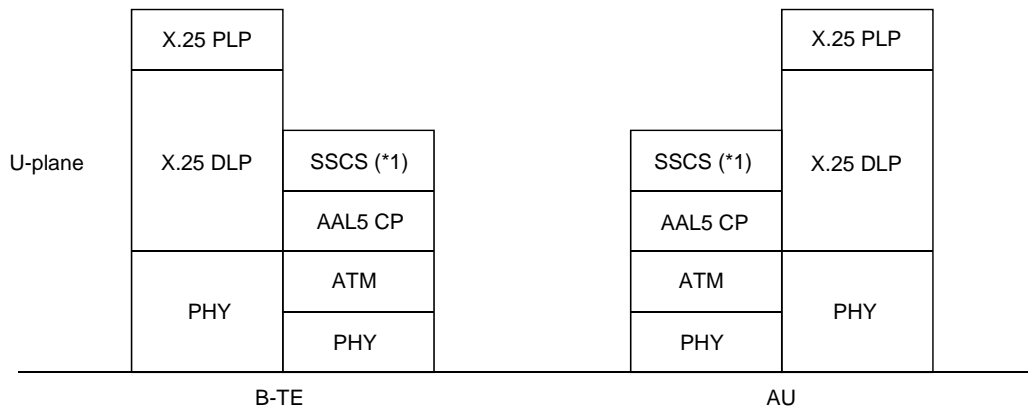 X.25 PLP X.25 PLP
U-plane X.25 DLP SSCS (*1) SSCS (*1) X.25 DLP
AAL5 CP AAL5 CP
PHY ATM ATM PHY
PHY PHY
B-TE AU